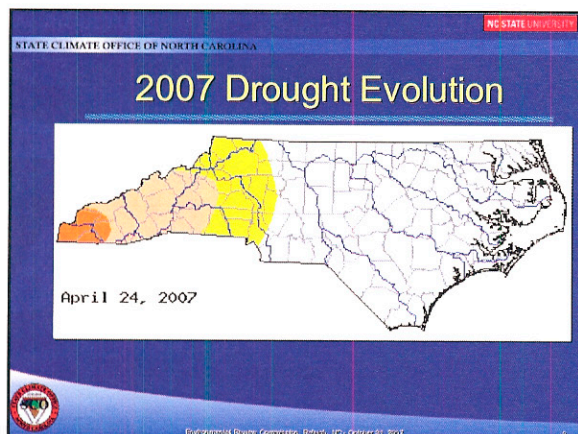 NC STATE UNIVERSITY
STATE CLIMATE OFFICE OF NORTH CAROLINA
2007 Drought Evolution
April 24, 2007